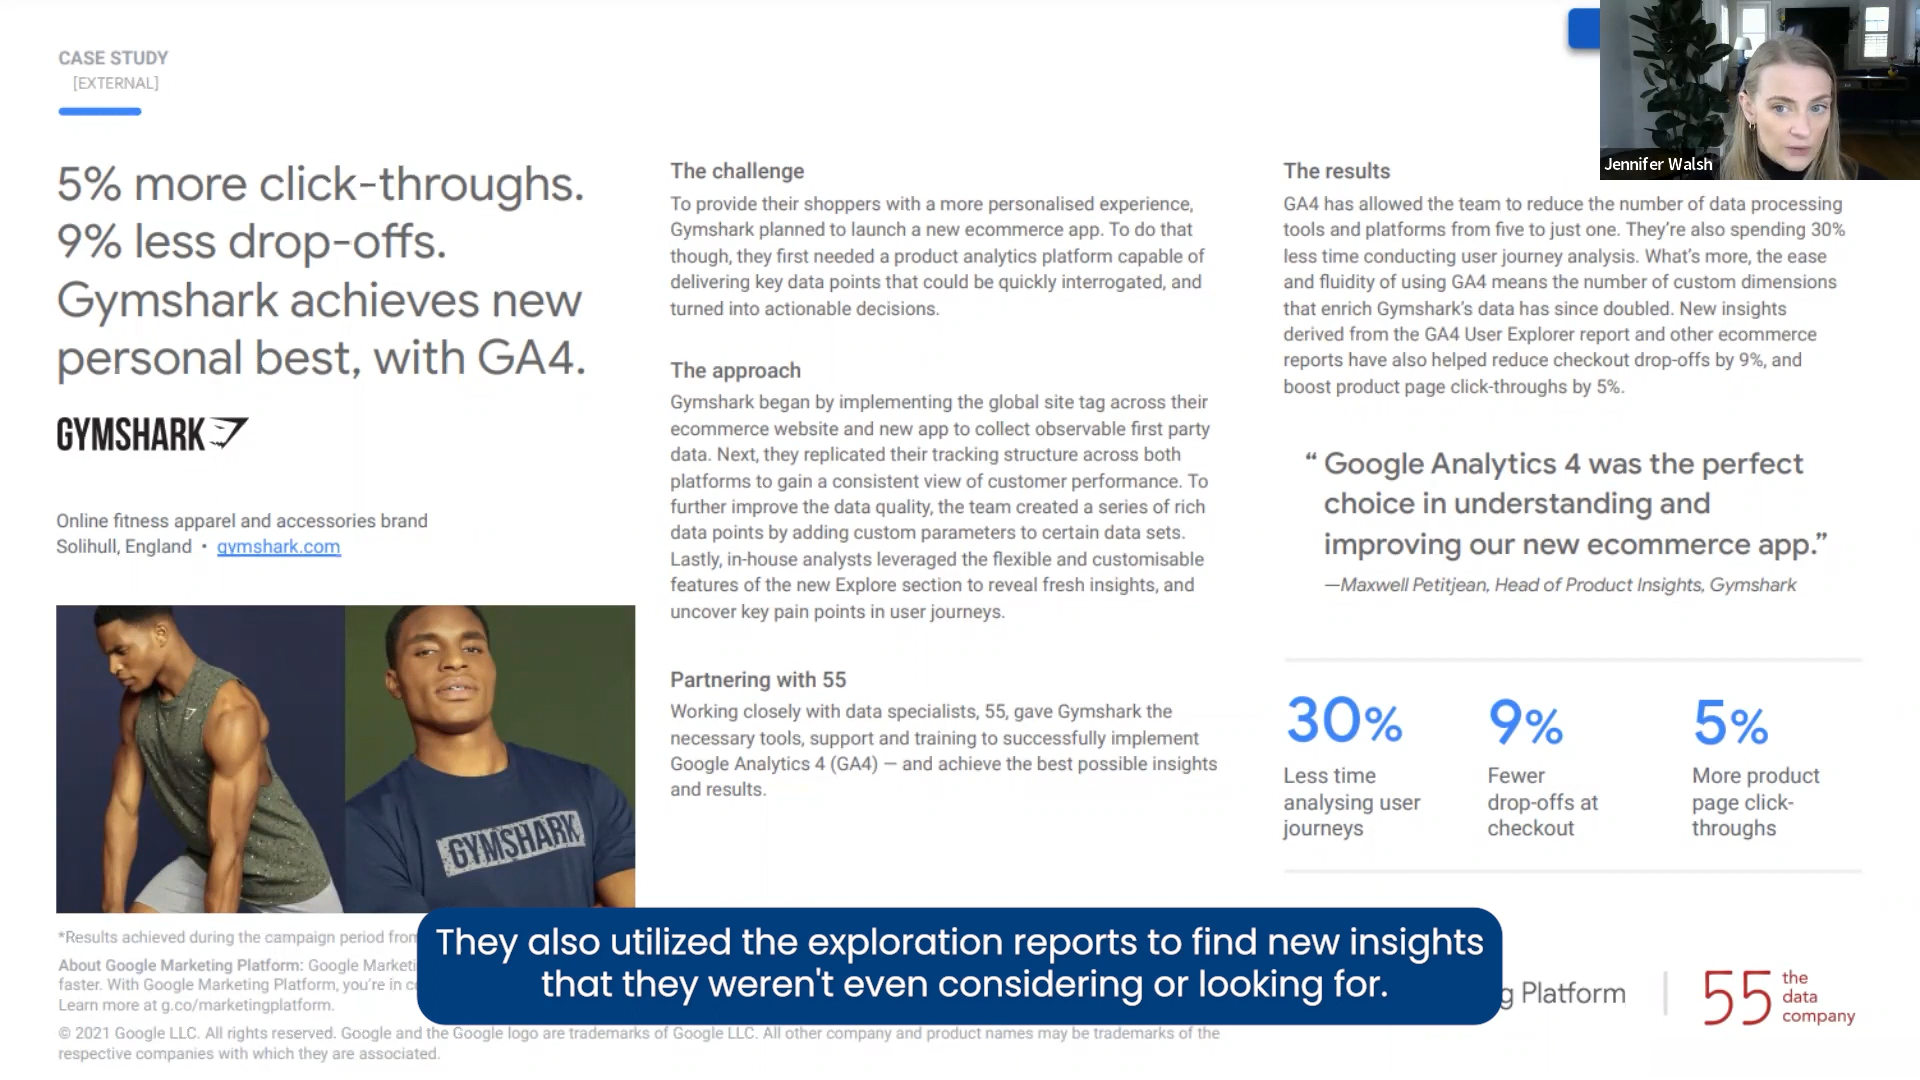 CASE STUDY
[EXTERNAL]
5% more click-throughs.
9% less drop-offs.
Gymshark achieves new
personal best, with GA4.
GYMSHARK
Online fitness apparel and accessories brand
Solihull, England • gymshark.com
GYMSHARK
*Results achieved during the campaign period from
About Google Marketing Platform: Google Marketi
faster. With Google Marketing Platform, you're in c
Learn more at g.co/marketingplatform.
© 2021 Google LLC. All rights reserved. Google and the Google logo are trademarks of Google LLC. All other company and product names may be trademarks of the
respective companies with which they are associated.
The challenge
To provide their shoppers with a more personalised experience,
Gymshark planned to launch a new ecommerce app. To do that
though, they first needed a product analytics platform capable of
delivering key data points that could be quickly interrogated, and
turned into actionable decisions.
The approach
Gymshark began by implementing the global site tag across their
ecommerce website and new app to collect observable first party
data. Next, they replicated their tracking structure across both
platforms to gain a consistent view of customer performance. To
further improve the data quality, the team created a series of rich
data points by adding custom parameters to certain data sets.
Lastly, in-house analysts leveraged the flexible and customisable
features of the new Explore section to reveal fresh insights, and
uncover key pain points in user journeys.
Partnering with 55
Working closely with data specialists, 55, gave Gymshark the
necessary tools, support and training to successfully implement
Google Analytics 4 (GA4) — and achieve the best possible insights
and results.
The results
GA4 has allowed the team to reduce the number of data processing
tools and platforms from five to just one. They're also spending 30%
less time conducting user journey analysis. What's more, the ease
and fluidity of using GA4 means the number of custom dimensions
that enrich Gymshark's data has since doubled. New insights
derived from the GA4 User Explorer report and other ecommerce
reports have also helped reduce checkout drop-offs by 9%, and
boost product page click-throughs by 5%.
“ Google Analytics 4 was the perfect
choice in understanding and
improving our new ecommerce app.”
—Maxwell Petitjean, Head of Product Insights, Gymshark
30%
Less time
analysing user
journeys
9%
Fewer
drop-offs at
checkout
5%
More product
page click-
throughs
g Platform
55 the
data
company
Jennifer Walsh
They also utilized the exploration reports to find new insights
that they weren't even considering or looking for.